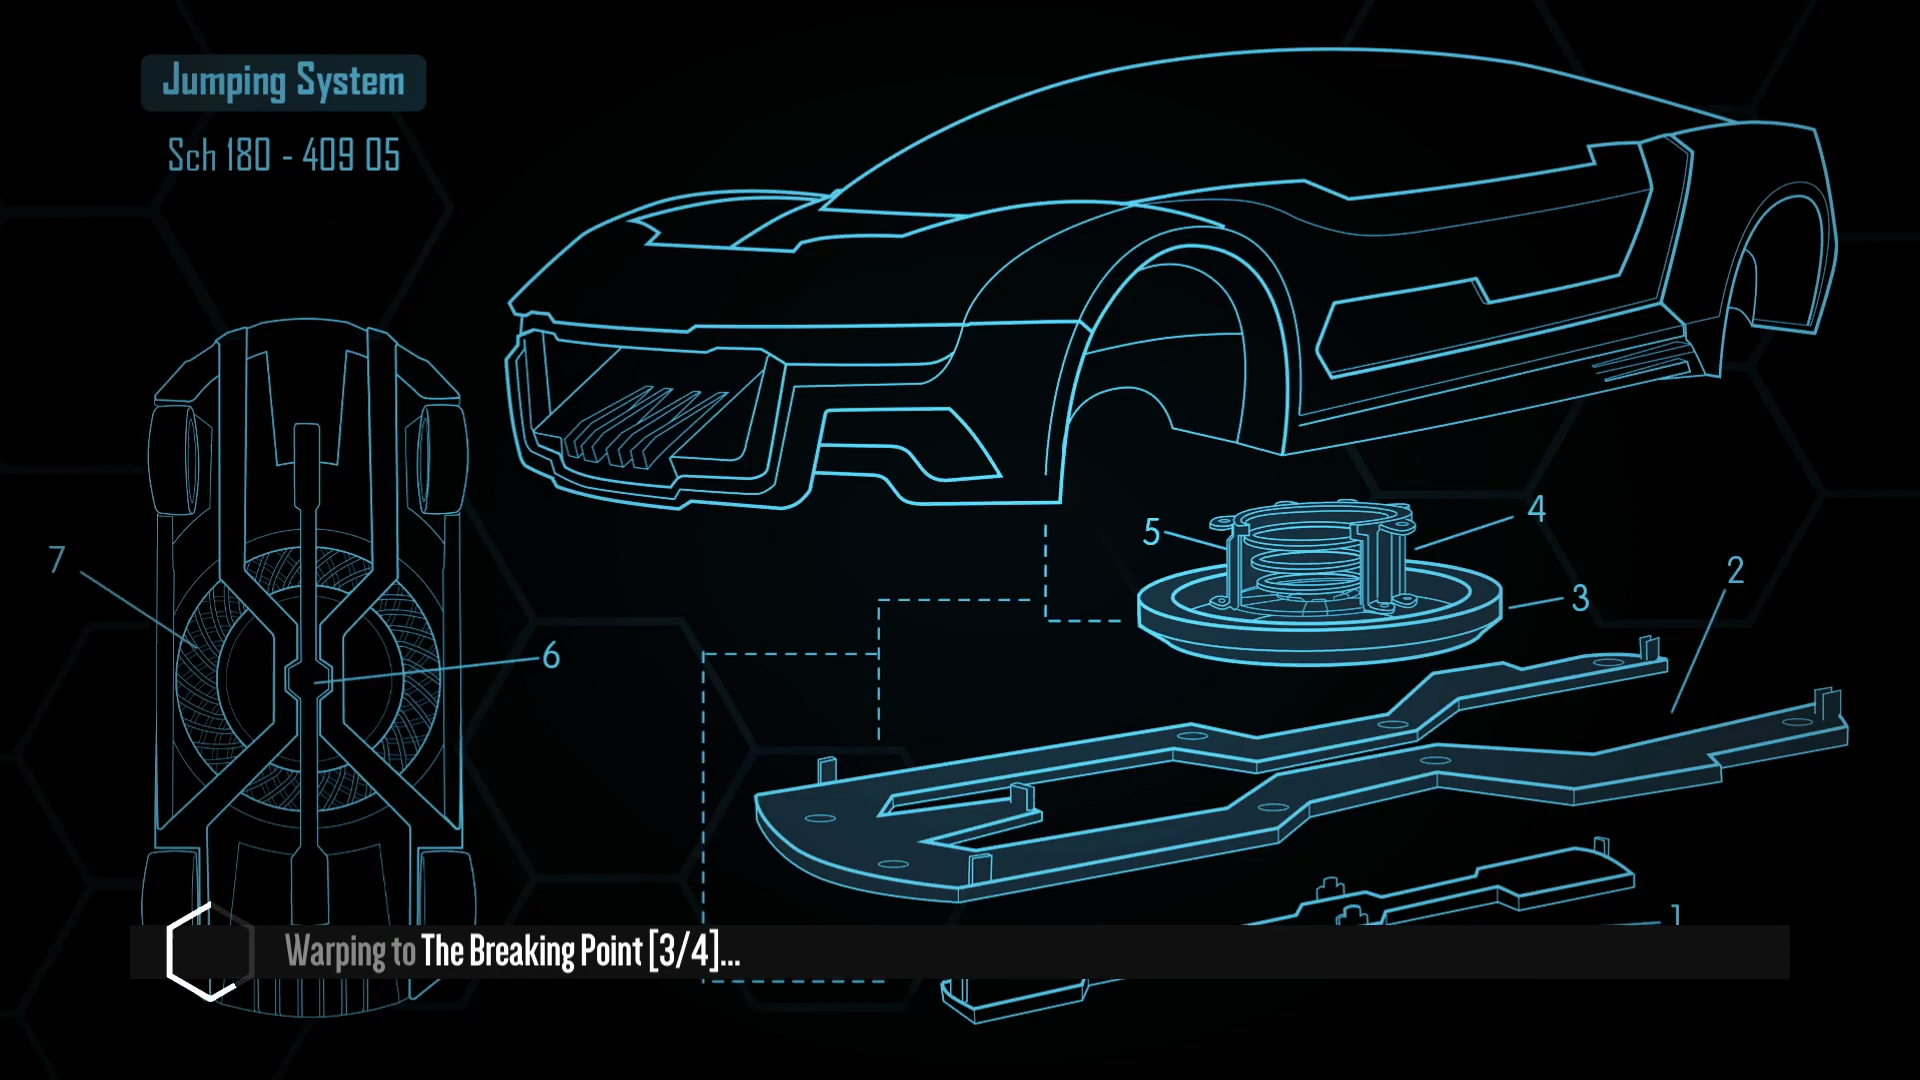 Jumping System
Sch 180 - 409 05
5
4
2
3
7
6
1
Warping to The Breaking Point [3/4]...